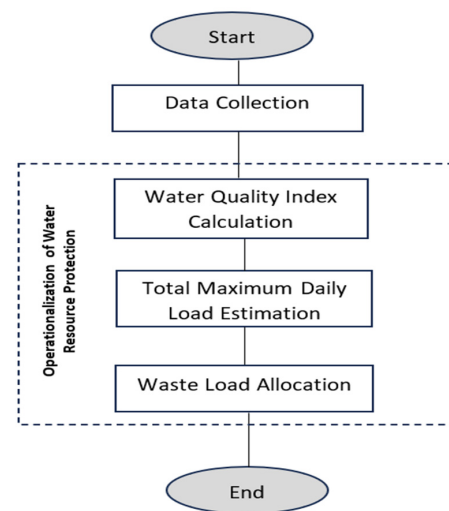 Start
Data Collection
Water Quality Index
Calculation
Operationalization of Water
Resource Protection
Total Maximum Daily
Load Estimation
Waste Load Allocation
End